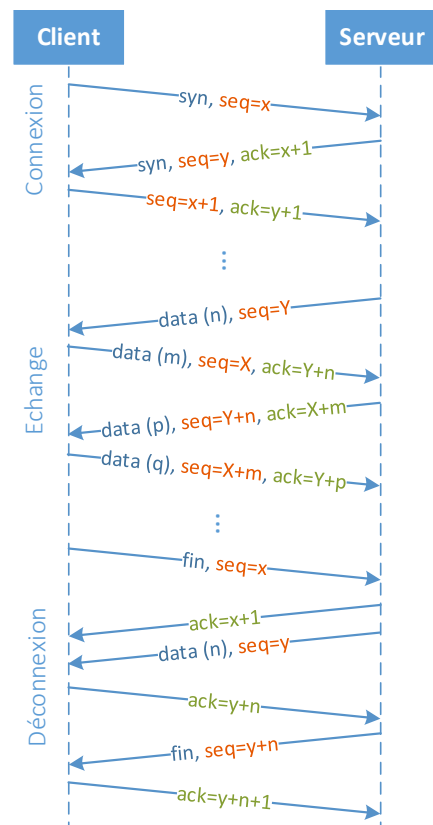 Client
Serveur
Connexion
syn, seq=x
syn, seq=y, ack=x+1
seq=x+1, ack=y+1
...
Echange
data (n), seq=Y
data (m), seq=X, ack=Y+n
data (p), seq=Y+n, ack=X+m
data (q), seq=X+m, ack=Y+p
...
Déconnexion
fin, seq=x
ack=x+1
data (n), seq=y
ack=y+n
fin, seq=y+n
ack=y+n+1